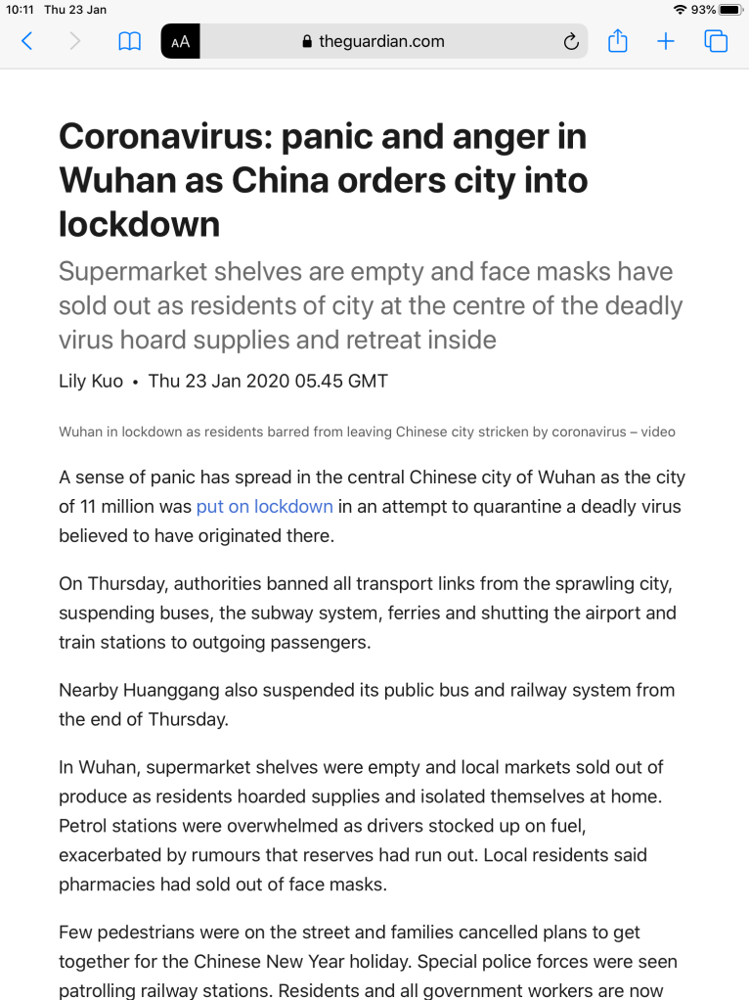 10:11 Thu 23 Jan 93%
AA theguardian.com
Coronavirus: panic and anger in
Wuhan as China orders city into
lockdown
Supermarket shelves are empty and face masks have
sold out as residents of city at the centre of the deadly
virus hoard supplies and retreat inside
Lily Kuo • Thu 23 Jan 2020 05.45 GMT
Wuhan in lockdown as residents barred from leaving Chinese city stricken by coronavirus – video
A sense of panic has spread in the central Chinese city of Wuhan as the city
of 11 million was put on lockdown in an attempt to quarantine a deadly virus
believed to have originated there.
On Thursday, authorities banned all transport links from the sprawling city,
suspending buses, the subway system, ferries and shutting the airport and
train stations to outgoing passengers.
Nearby Huanggang also suspended its public bus and railway system from
the end of Thursday.
In Wuhan, supermarket shelves were empty and local markets sold out of
produce as residents hoarded supplies and isolated themselves at home.
Petrol stations were overwhelmed as drivers stocked up on fuel,
exacerbated by rumours that reserves had run out. Local residents said
pharmacies had sold out of face masks.
Few pedestrians were on the street and families cancelled plans to get
together for the Chinese New Year holiday. Special police forces were seen
patrolling railway stations. Residents and all government workers are now